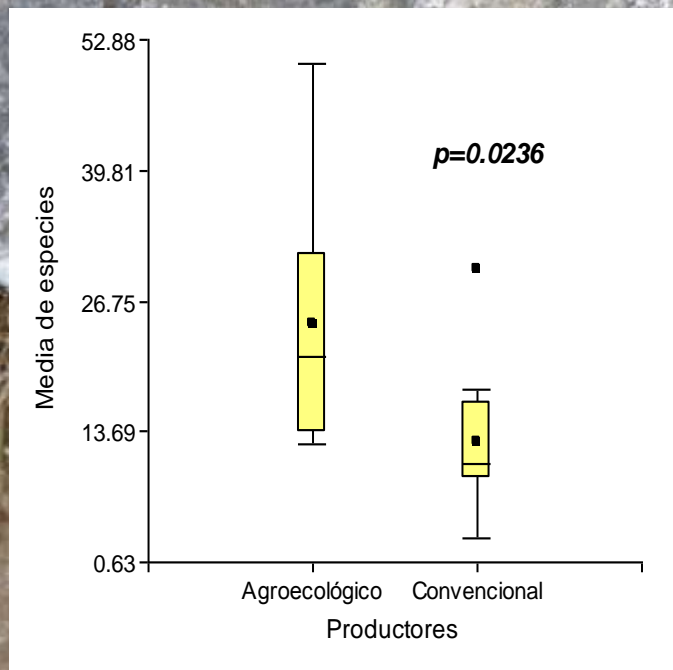 52.88
p=0.0236
39.81
Media de especies
26.75
13.69
0.63
Agroecológico Convencional
Productores